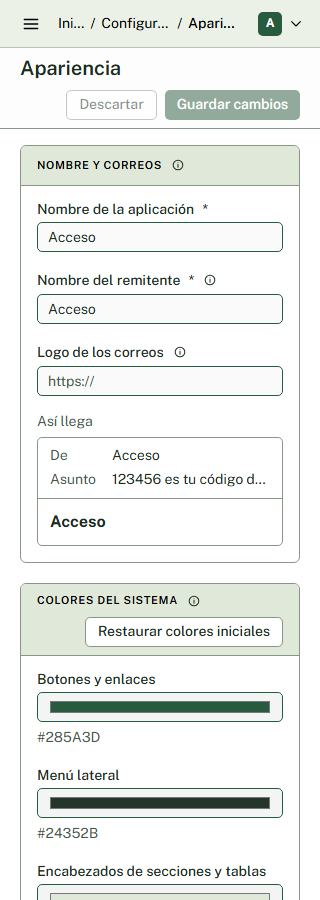 Ini... / Configur... / Apari... A
Apariencia
Descartar Guardar cambios
NOMBRE Y CORREOS
Nombre de la aplicación *
Acceso
Nombre del remitente *
Acceso
Logo de los correos
https://
Así llega
De Acceso
Asunto 123456 es tu código d...
Acceso
COLORES DEL SISTEMA
Restaurar colores iniciales
Botones y enlaces
#285A3D
Menú lateral
#24352B
Encabezados de secciones y tablas